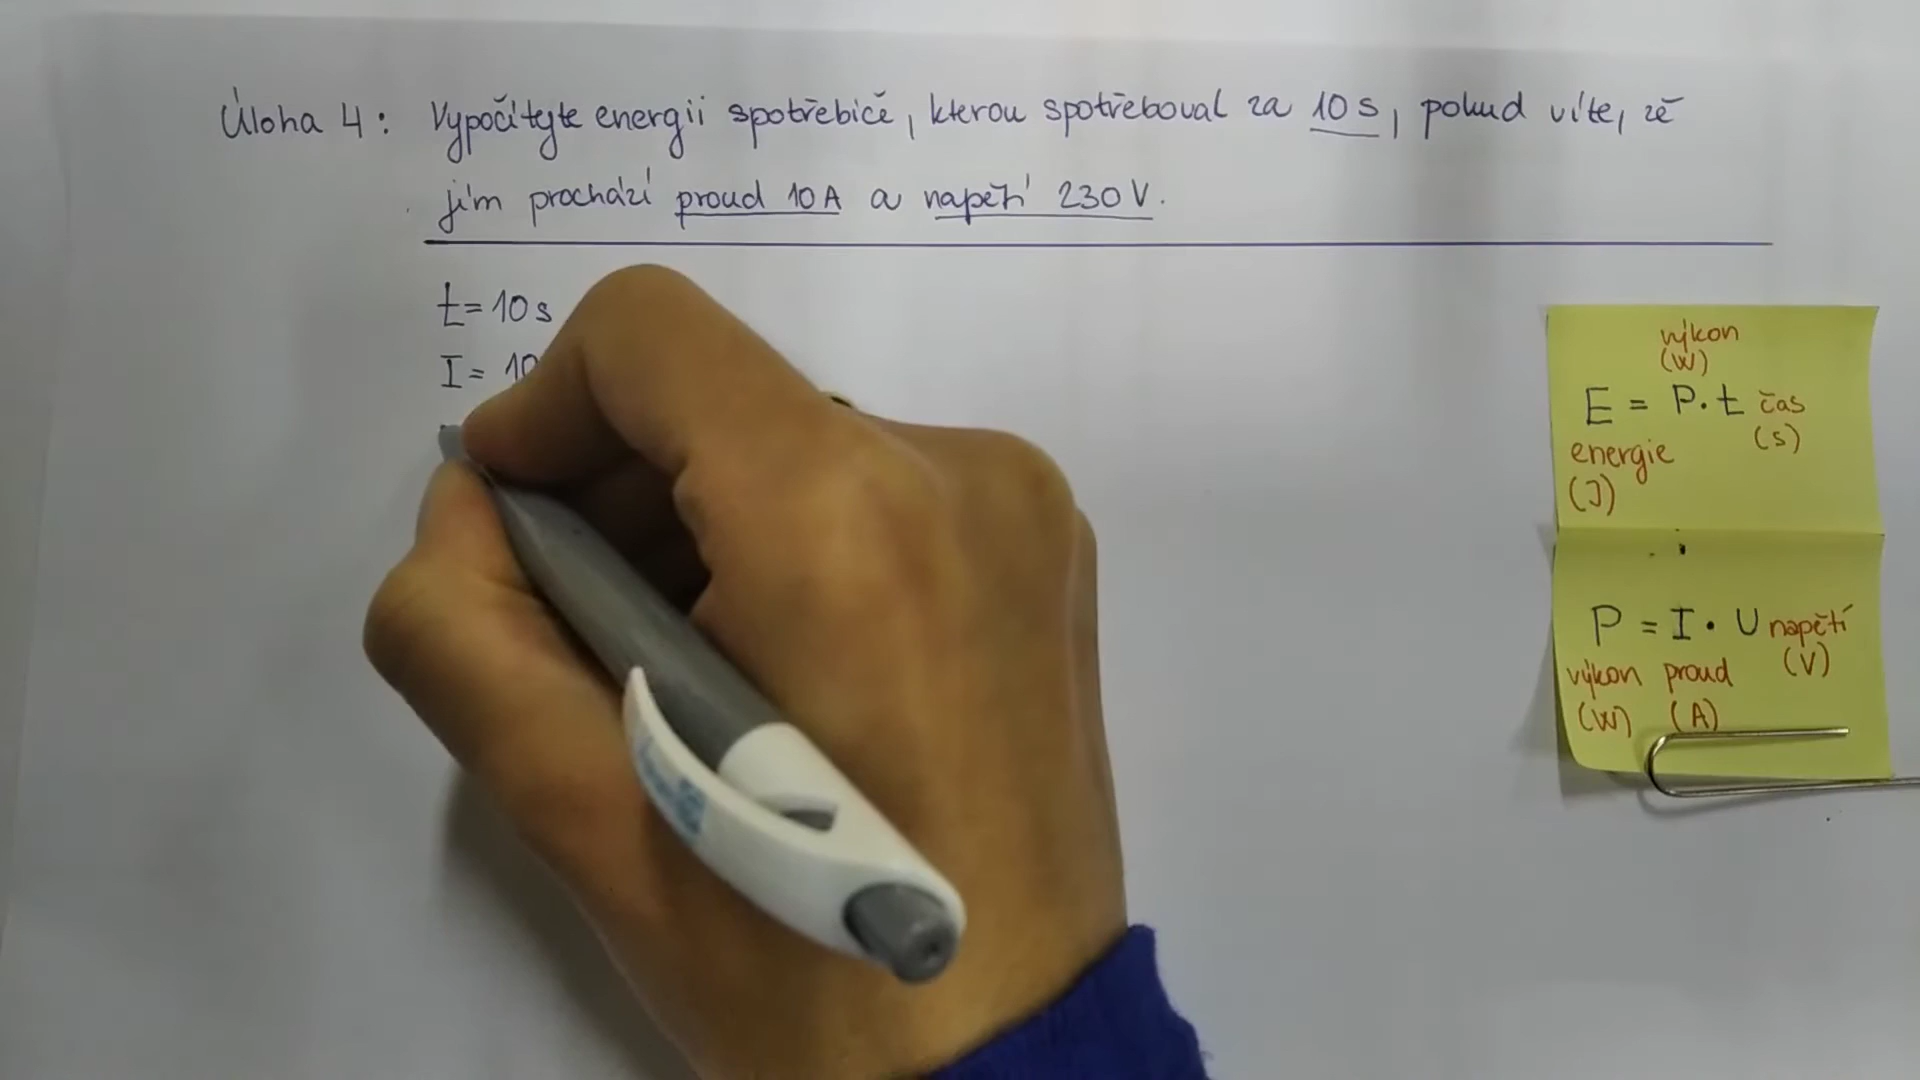 Úloha 4: Vypočítejte energii spotřebiče, kterou spotřeboval za 10 s, pokud víte, že
jím prochází proud 10 A a napětí 230 V.
t = 10 s
I = 10
výkon
(W)
E = P · t čas
(s)
energie
(J)
P = I · U napětí
(V)
výkon proud
(W) (A)